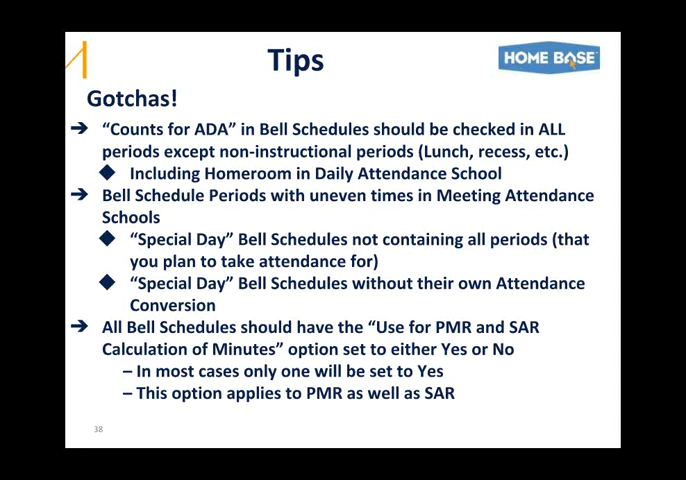 Tips
HOME BASE
Gotchas!
➔ “Counts for ADA” in Bell Schedules should be checked in ALL
periods except non-instructional periods (Lunch, recess, etc.)
◆ Including Homeroom in Daily Attendance School
➔ Bell Schedule Periods with uneven times in Meeting Attendance
Schools
◆ “Special Day” Bell Schedules not containing all periods (that
you plan to take attendance for)
◆ “Special Day” Bell Schedules without their own Attendance
Conversion
➔ All Bell Schedules should have the “Use for PMR and SAR
Calculation of Minutes” option set to either Yes or No
– In most cases only one will be set to Yes
– This option applies to PMR as well as SAR
38